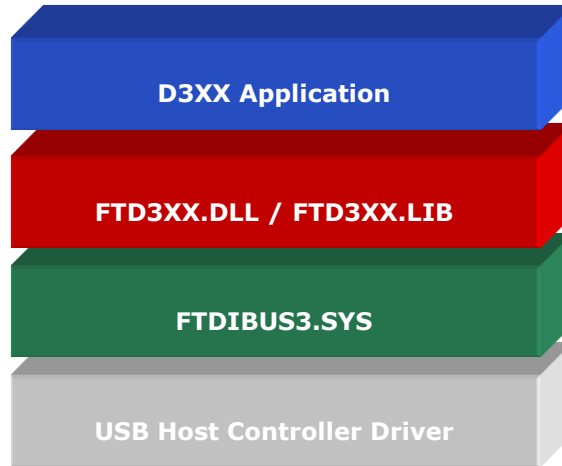 D3XX Application
FTD3XX.DLL / FTD3XX.LIB
FTDIBUS3.SYS
USB Host Controller Driver